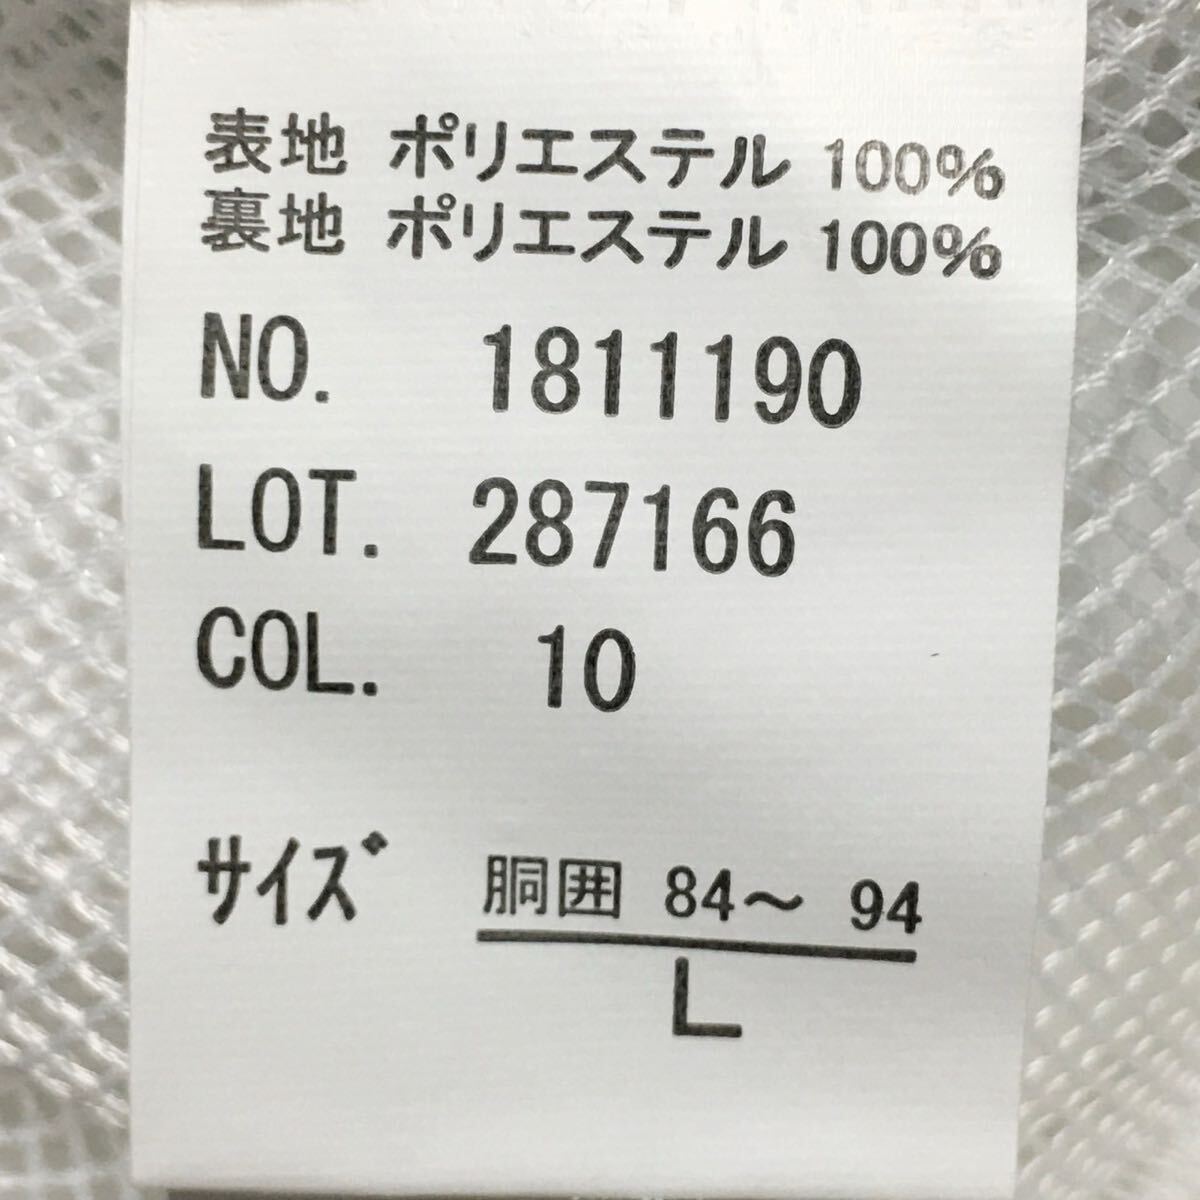 表地 ポリエステル 100%
裏地 ポリエステル 100%
NO. 1811190
LOT. 287166
COL. 10
サイズ 胴囲 84～ 94
L